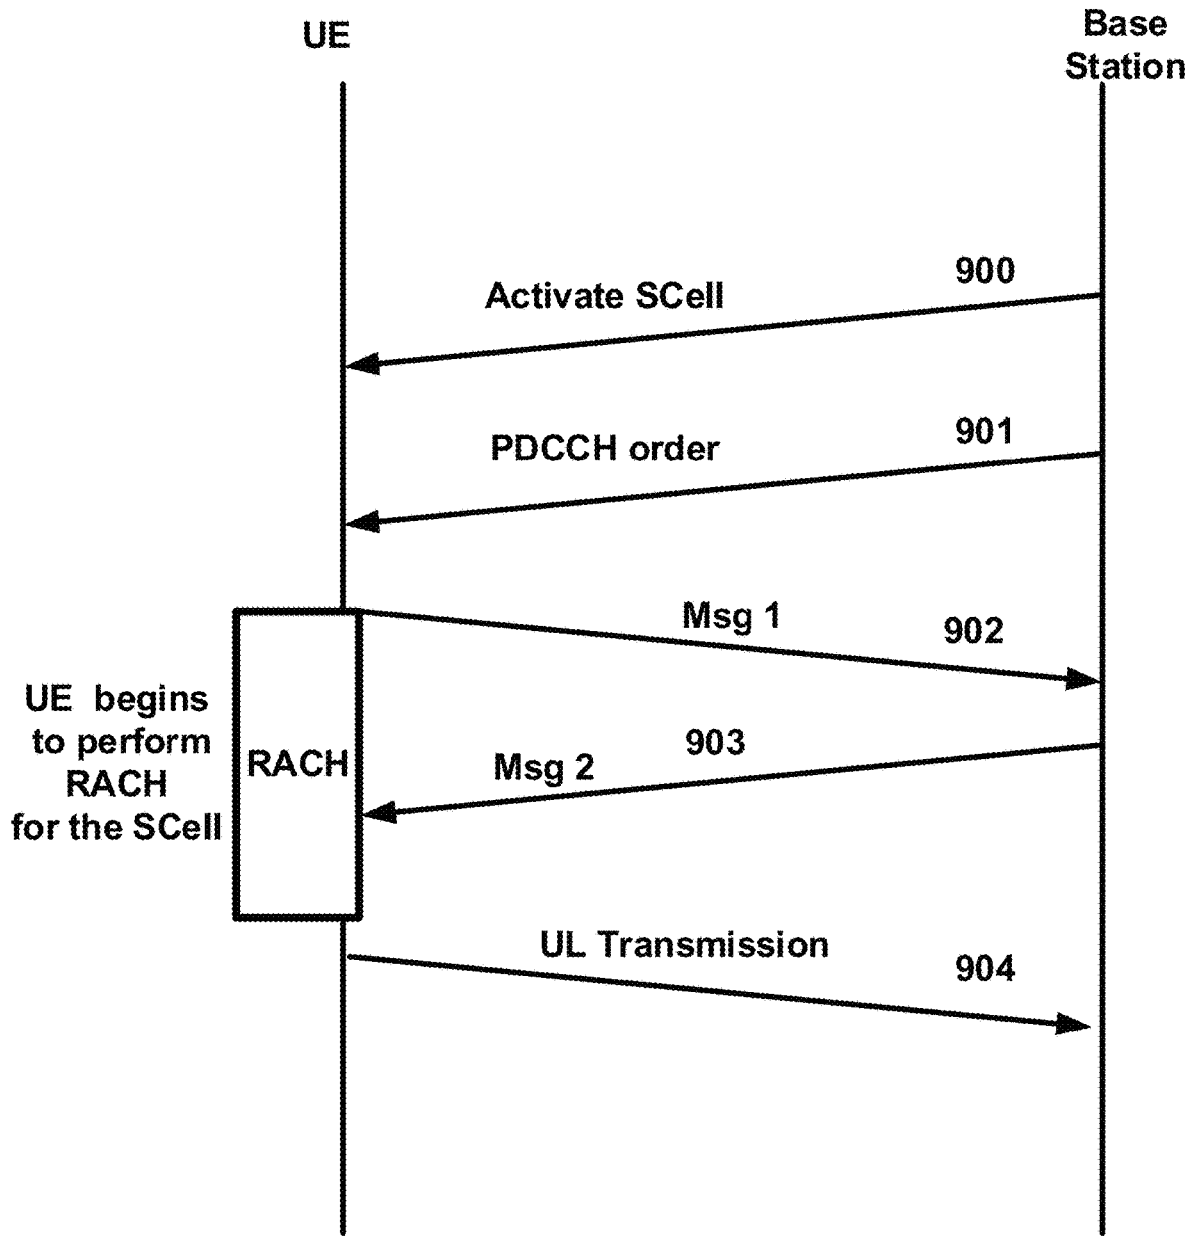 UE
Base
Station
900
Activate SCell
901
PDCCH order
Msg 1
902
UE begins
to perform
RACH
for the SCell
RACH
903
Msg 2
UL Transmission
904